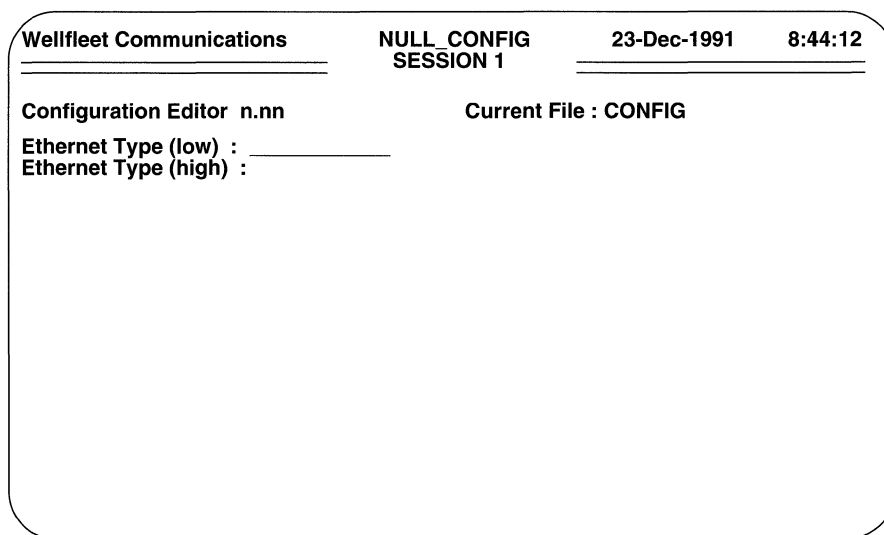 Wellfleet Communications NULL_CONFIG 23-Dec-1991 8:44:12
SESSION 1
Configuration Editor n.nn Current File : CONFIG
Ethernet Type (low) : ______________
Ethernet Type (high) :